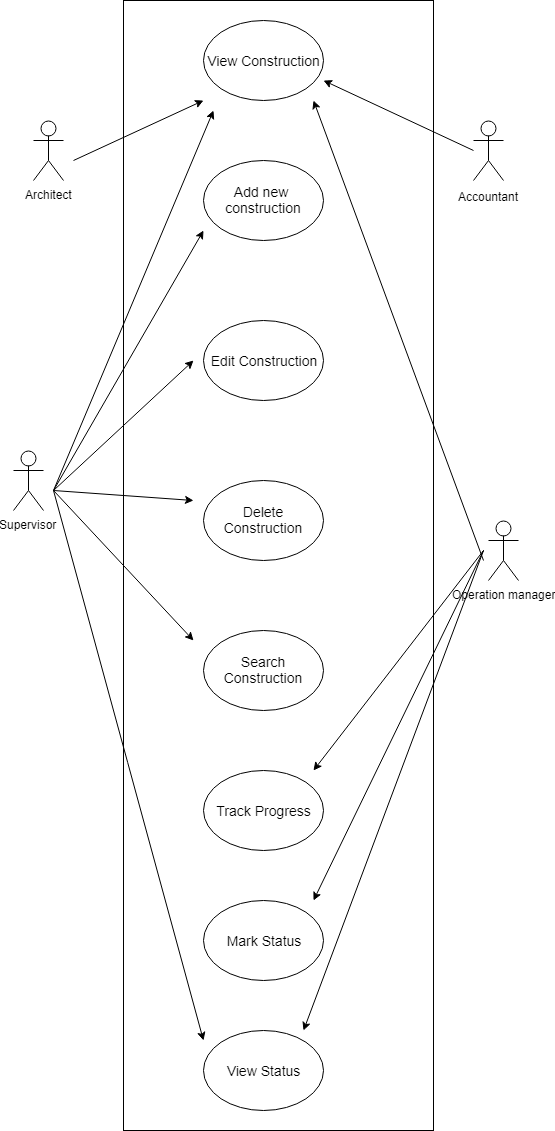 View Construction
Architect
Accountant
Add new
construction
Edit Construction
Supervisor
Delete
Construction
Operation manager
Search
Construction
Track Progress
Mark Status
View Status